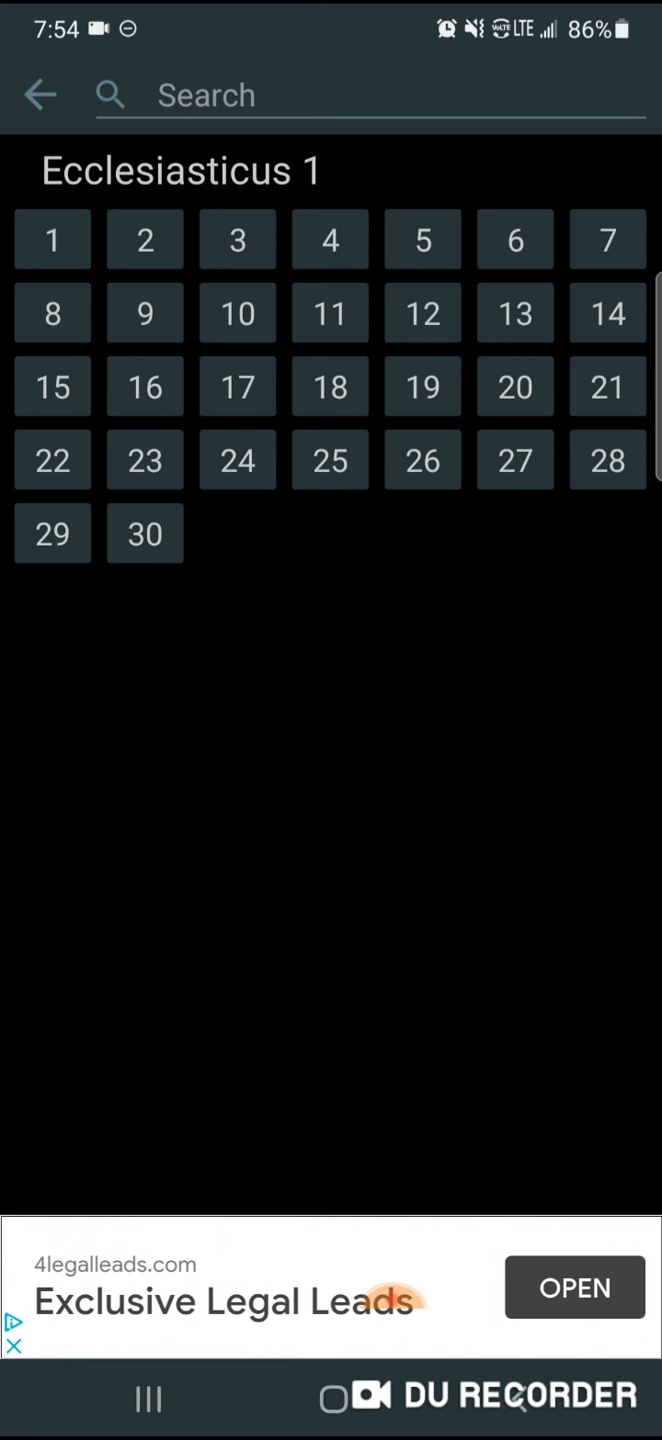 7:54 VoLTE LTE 86%
Search
Ecclesiasticus 1
1 2 3 4 5 6 7
8 9 10 11 12 13 14
15 16 17 18 19 20 21
22 23 24 25 26 27 28
29 30
4legalleads.com
Exclusive Legal Leads
OPEN
DU RECORDER